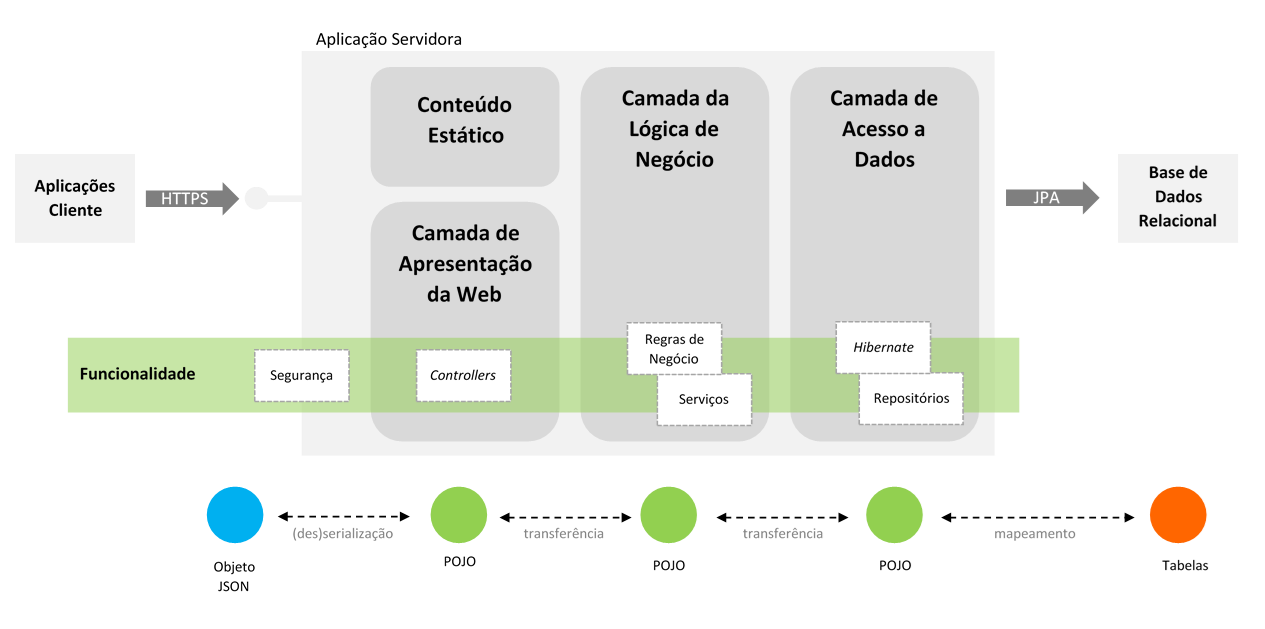 Aplicação Servidora
Conteúdo
Estático
Camada da
Lógica de
Negócio
Camada de
Acesso a
Dados
Aplicações
Cliente
HTTPS
JPA
Base de
Dados
Relacional
Camada de
Apresentação
da Web
Funcionalidade
Segurança
Controllers
Regras de
Negócio
Serviços
Hibernate
Repositórios
(des)serialização
transferência
transferência
mapeamento
Objeto
JSON
POJO
POJO
POJO
Tabelas